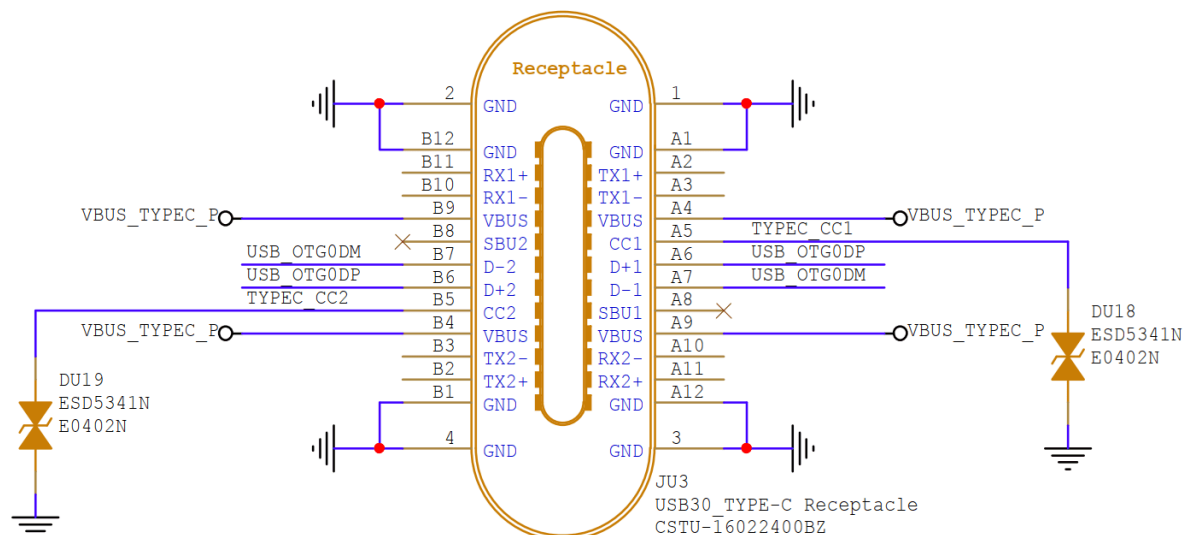 Receptacle
2 GND GND 1
B12 GND GND A1
B11 RX1+ TX1+ A2
B10 RX1- TX1- A3
VBUS_TYPEC_P B9 VBUS VBUS A4 VBUS_TYPEC_P
B8 SBU2 CC1 A5 TYPEC_CC1
USB_OTG0DM B7 D-2 D+1 A6 USB_OTG0DP
USB_OTG0DP B6 D+2 D-1 A7 USB_OTG0DM
TYPEC_CC2 B5 CC2 SBU1 A8
VBUS_TYPEC_P B4 VBUS VBUS A9 VBUS_TYPEC_P
B3 TX2- RX2- A10
B2 TX2+ RX2+ A11
B1 GND GND A12
4 GND GND 3
DU18
ESD5341N
E0402N
DU19
ESD5341N
E0402N
JU3
USB30_TYPE-C Receptacle
CSTU-16022400BZ